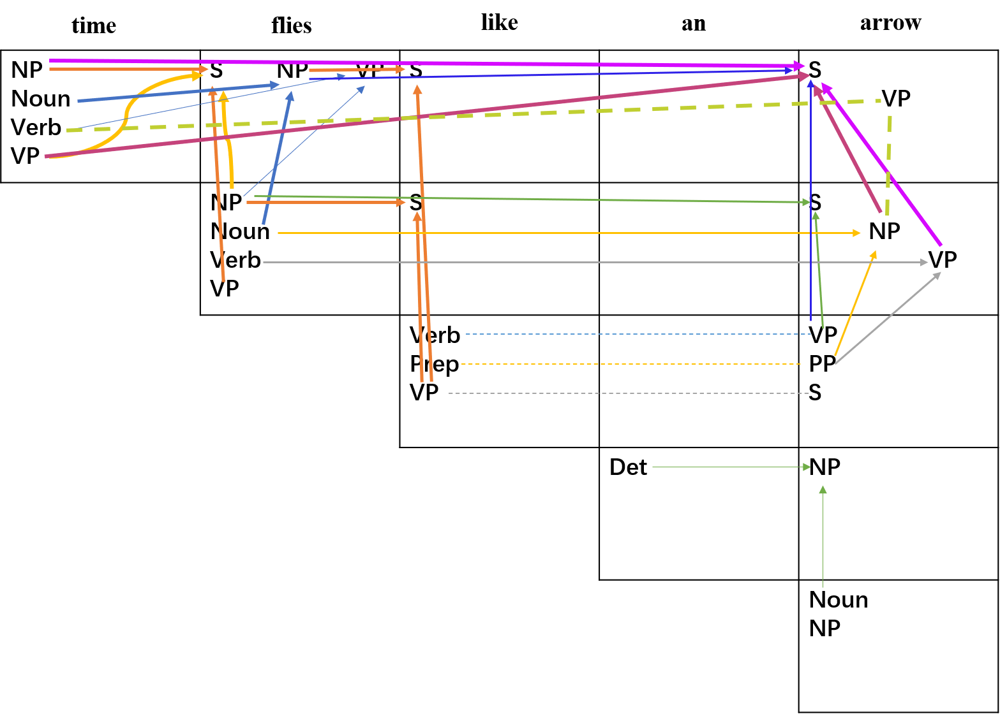 time flies like an arrow
NP S NP VP S S
Noun VP
Verb
VP
NP S S
Noun NP
Verb VP
VP
Verb VP
Prep PP
VP S
Det NP
Noun
NP